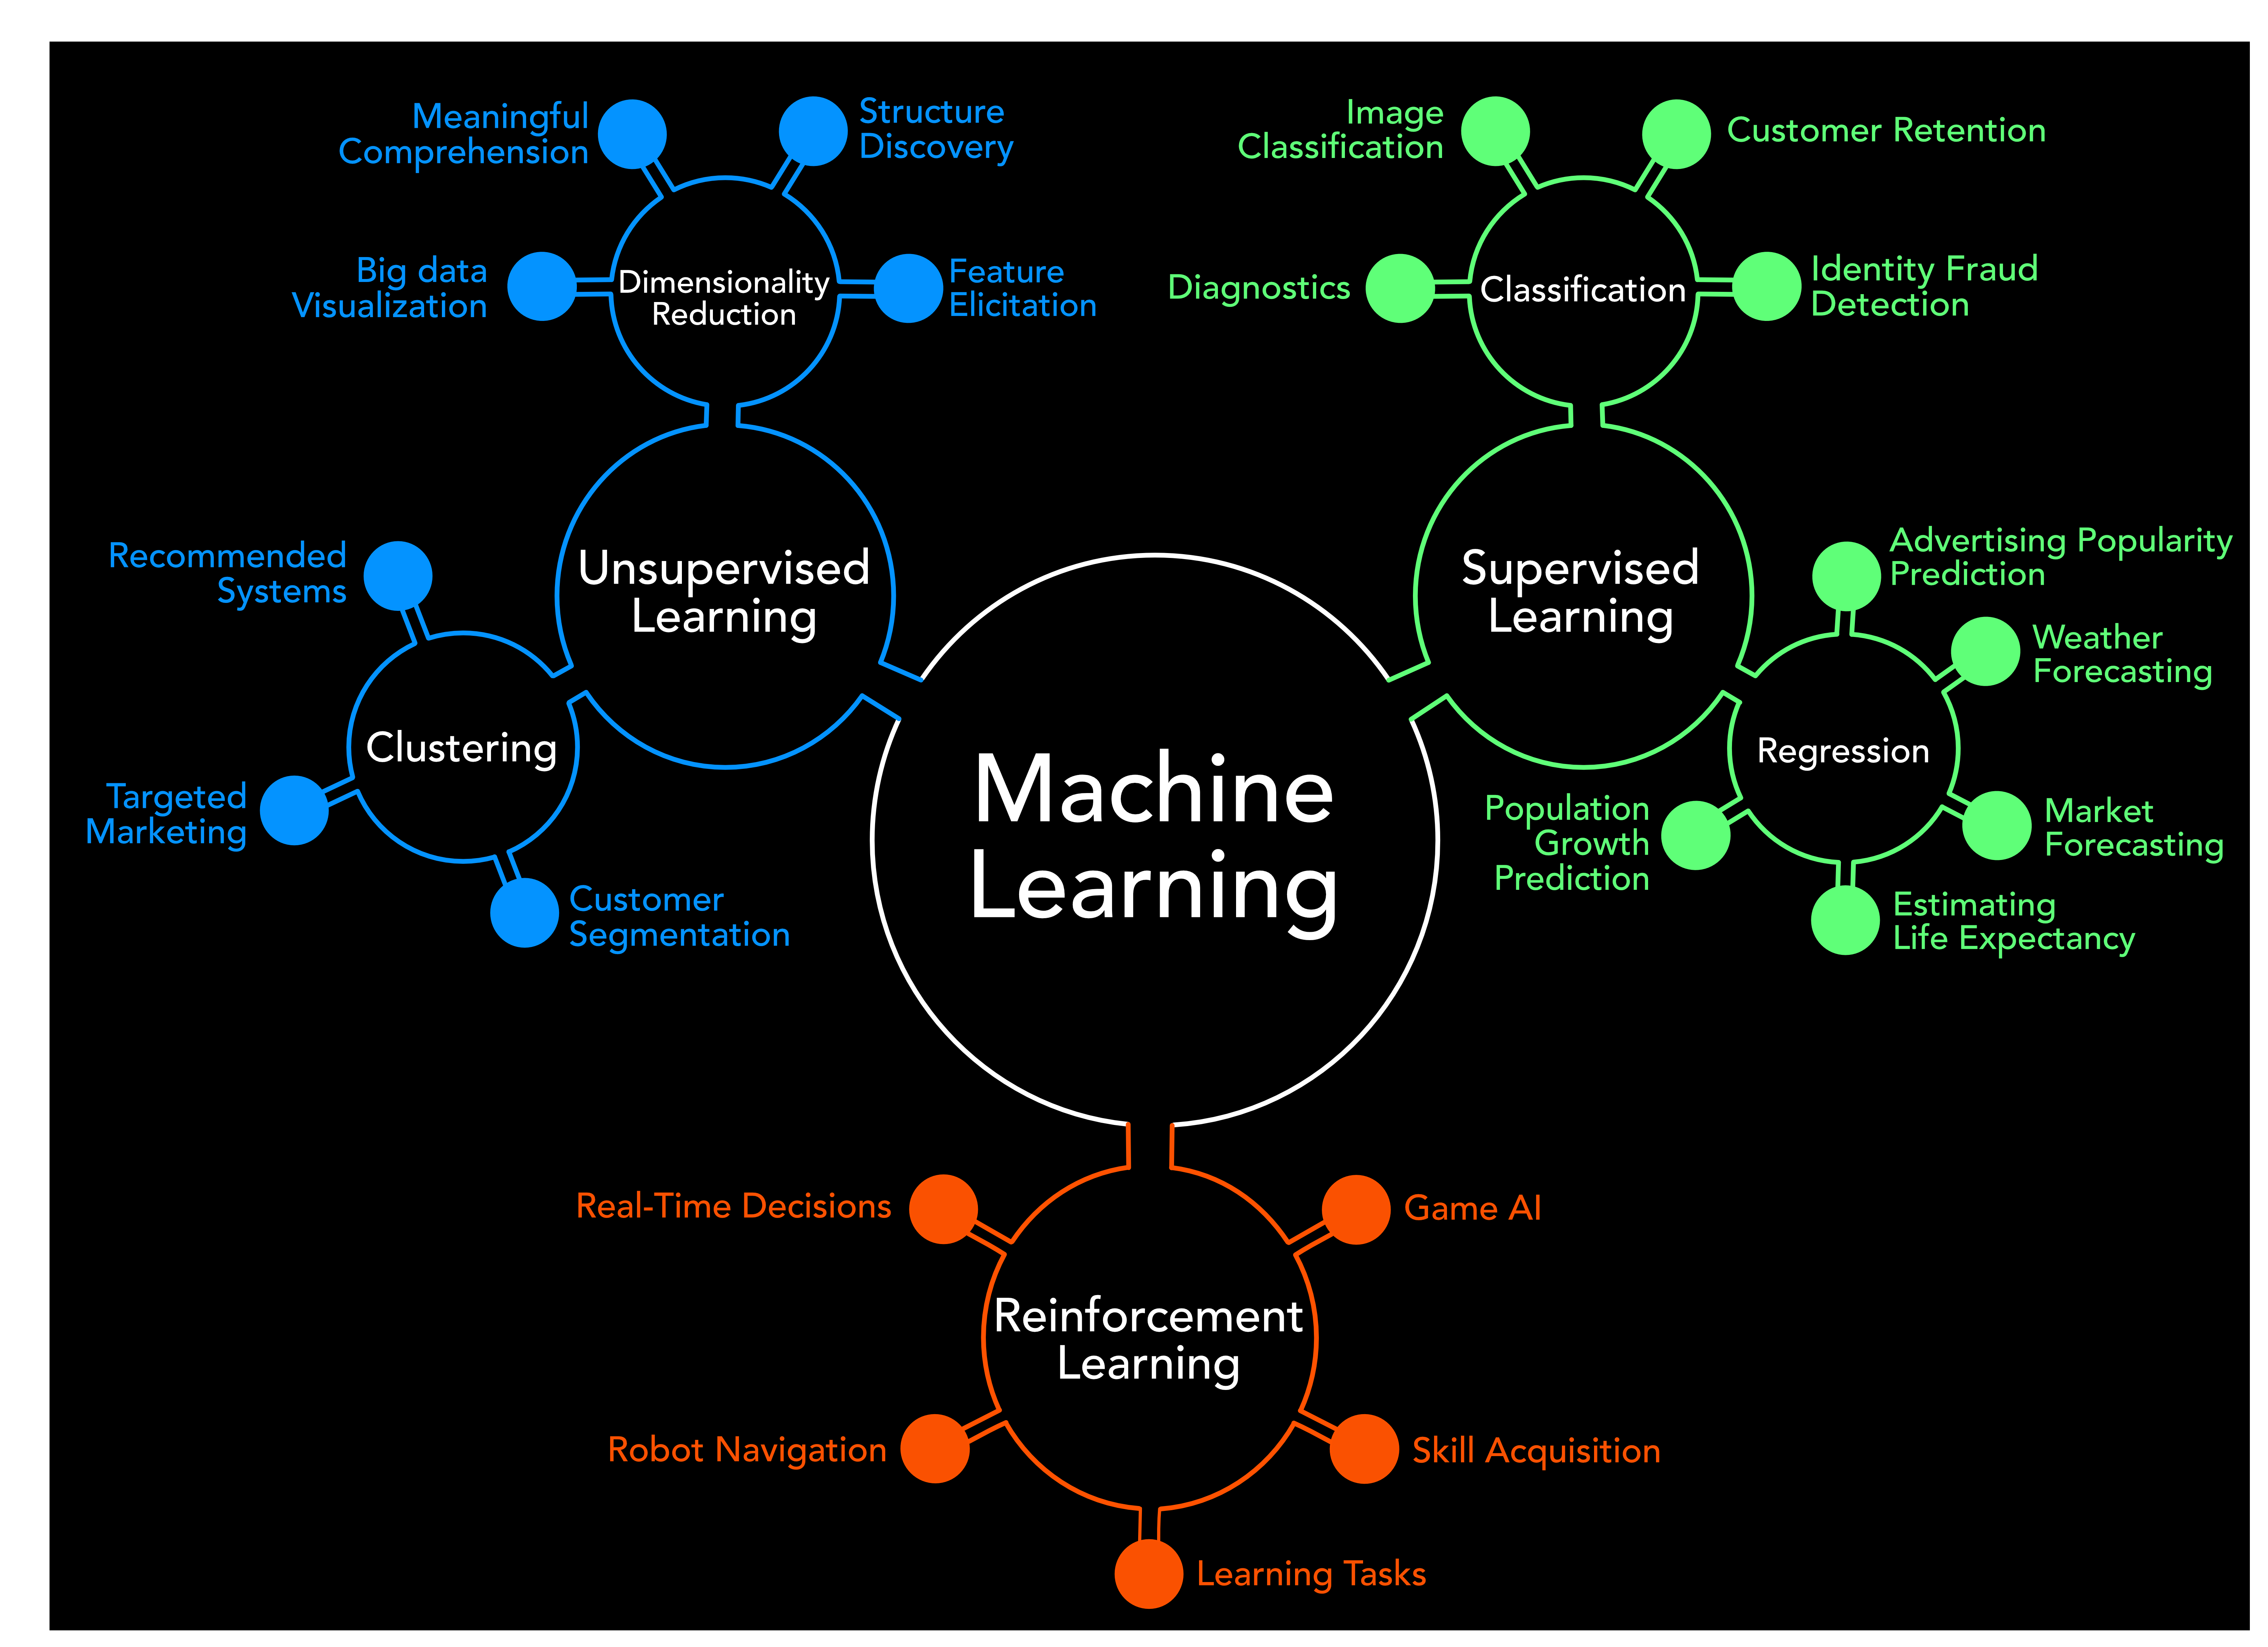 Meaningful
Comprehension
Structure
Discovery
Big data
Visualization
Dimensionality
Reduction
Feature
Elicitation
Image
Classification
Customer Retention
Diagnostics
Classification
Identity Fraud
Detection
Recommended
Systems
Unsupervised
Learning
Clustering
Targeted
Marketing
Customer
Segmentation
Machine
Learning
Supervised
Learning
Advertising Popularity
Prediction
Weather
Forecasting
Regression
Population
Growth
Prediction
Market
Forecasting
Estimating
Life Expectancy
Real-Time Decisions
Game AI
Reinforcement
Learning
Robot Navigation
Skill Acquisition
Learning Tasks